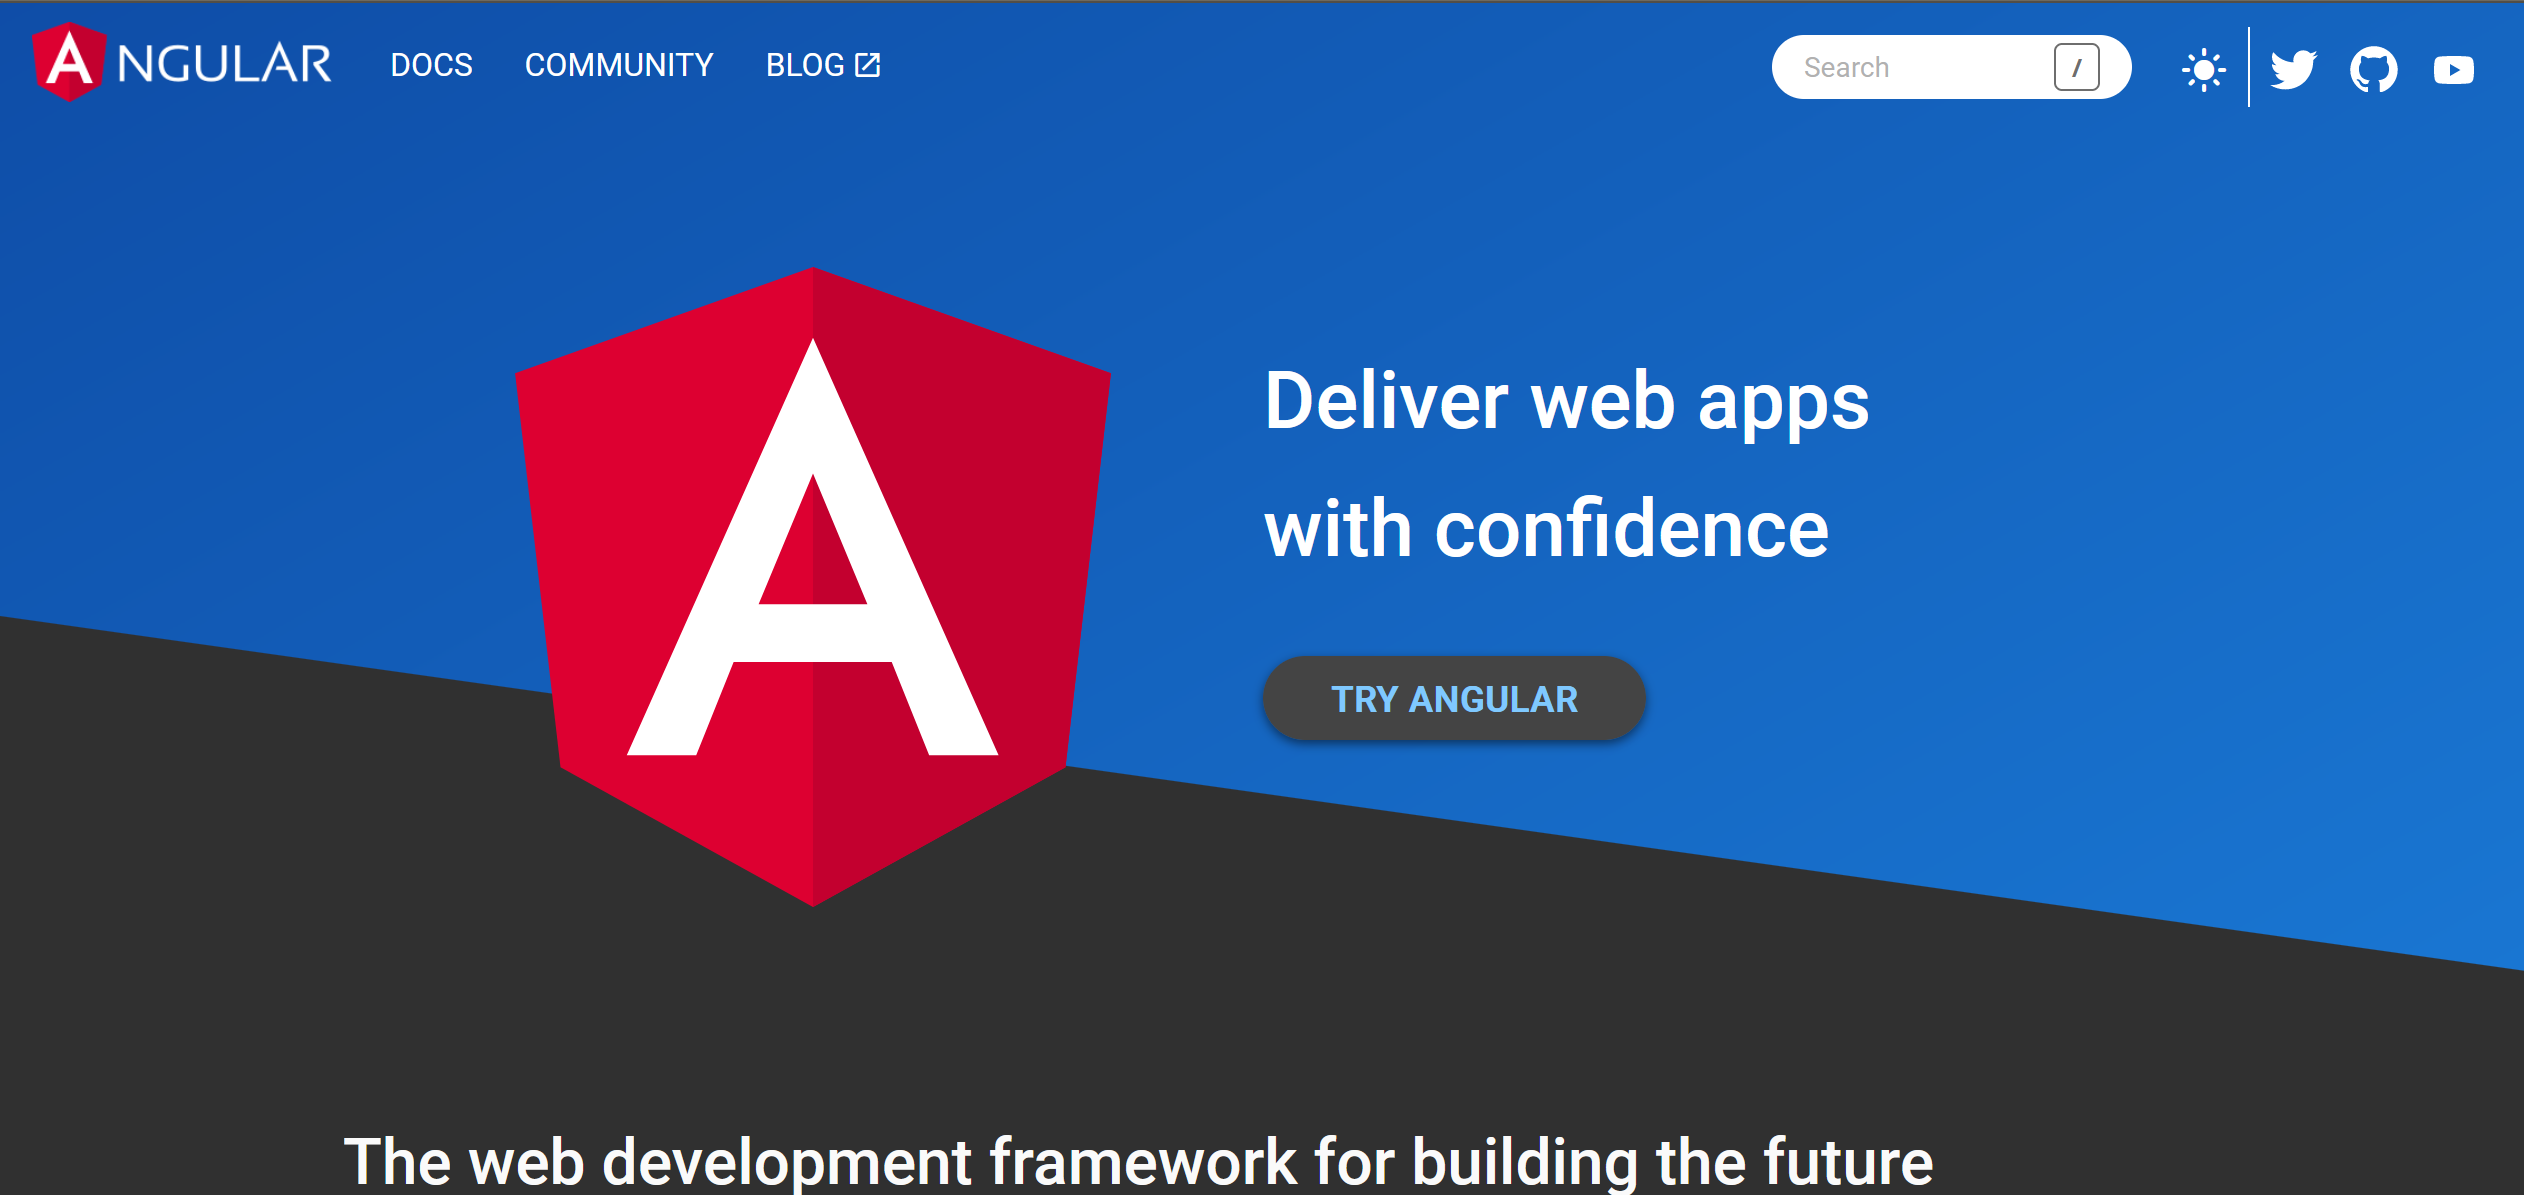 ANGULAR
DOCS
COMMUNITY
BLOG
Search
/
Deliver web apps
with confidence
TRY ANGULAR
The web development framework for building the future